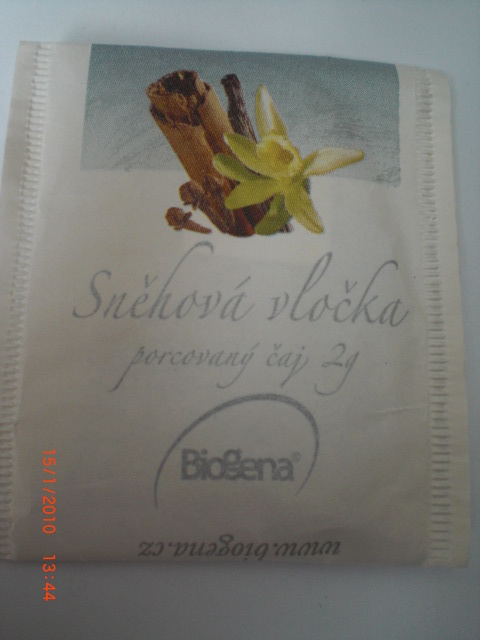 Sněhová vločka
porcovaný čaj, 2g
Biogena®
www.biogena.cz
15/1/2010 13:44